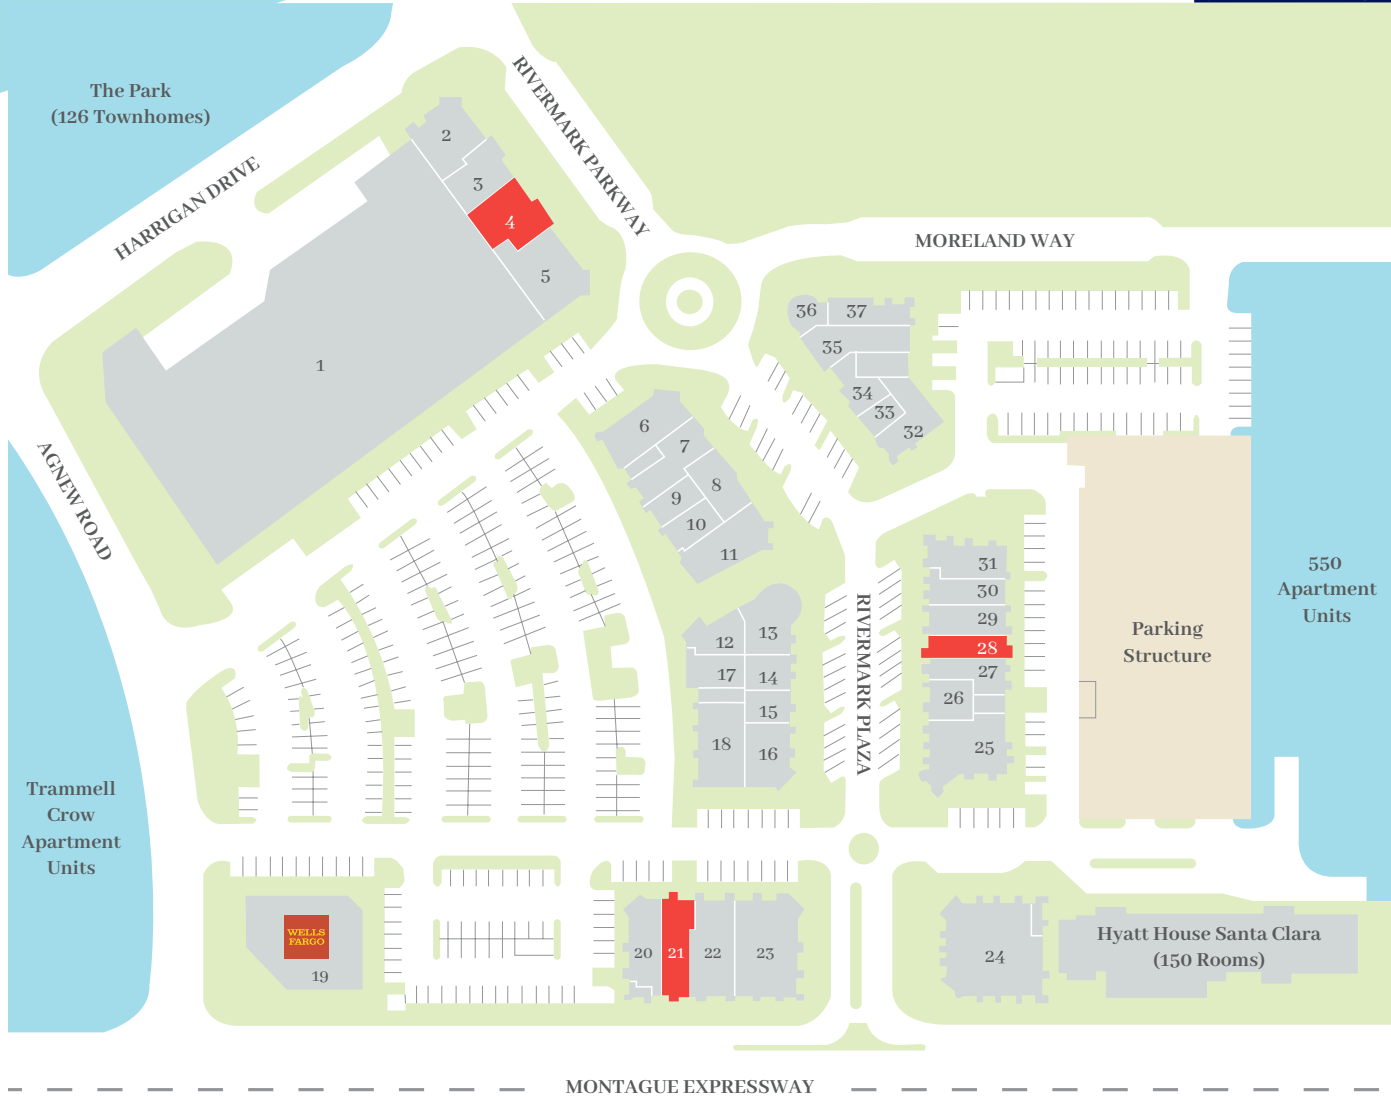 The Park
(126 Townhomes)
HARRIGAN DRIVE
RIVERMARK PARKWAY
MORELAND WAY
AGNEW ROAD
2
3
4
5
1
36
37
35
34
33
32
6
7
8
9
10
11
31
30
29
28
27
26
25
12
13
17
14
15
18
16
RIVERMARK PLAZA
Parking
Structure
550
Apartment
Units
Trammell
Crow
Apartment
Units
WELLS
FARGO
19
20
21
22
23
24
Hyatt House Santa Clara
(150 Rooms)
MONTAGUE EXPRESSWAY